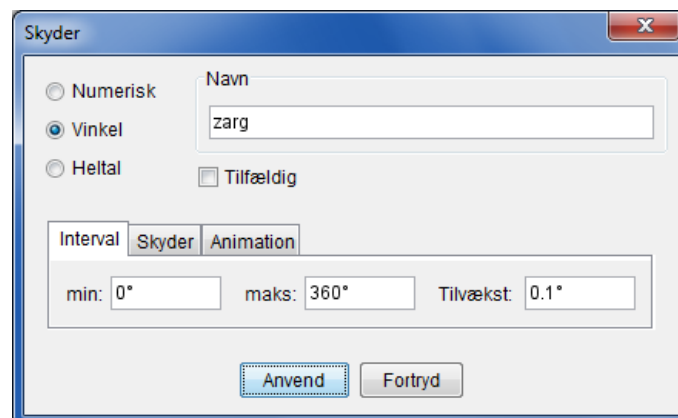 Skyder
Numerisk
Vinkel
Heltal
Navn
zarg
Tilfældig
Interval Skyder Animation
min: 0° maks: 360° Tilvækst: 0.1°
Anvend Fortryd